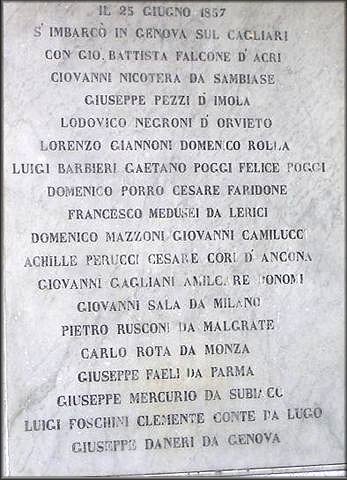 IL 25 GIUGNO 1857
S' IMBARCÒ IN GENOVA SUL CAGLIARI
CON GIO. BATTISTA FALCONE D' ACRI
GIOVANNI NICOTERA DA SAMBIASE
GIUSEPPE PEZZI D' IMOLA
LODOVICO NEGRONI D' ORVIETO
LORENZO GIANNONI DOMENICO ROLLA
LUIGI BARBIERI GAETANO POGGI FELICE POGGI
DOMENICO PORRO CESARE FARIDONE
FRANCESCO MEDUSEI DA LERICI
DOMENICO MAZZONI GIOVANNI CAMILUCCI
ACHILLE PERUCCI CESARE CORI D' ANCONA
GIOVANNI GAGLIANI AMILCARE BONOMI
GIOVANNI SALA DA MILANO
PIETRO RUSCONI DA MALGRATE
CARLO ROTA DA MONZA
GIUSEPPE FAELI DA PARMA
GIUSEPPE MERCURIO DA SUBIACO
LUIGI FOSCHINI CLEMENTE CONTE DA LUGO
GIUSEPPE DANERI DA GENOVA